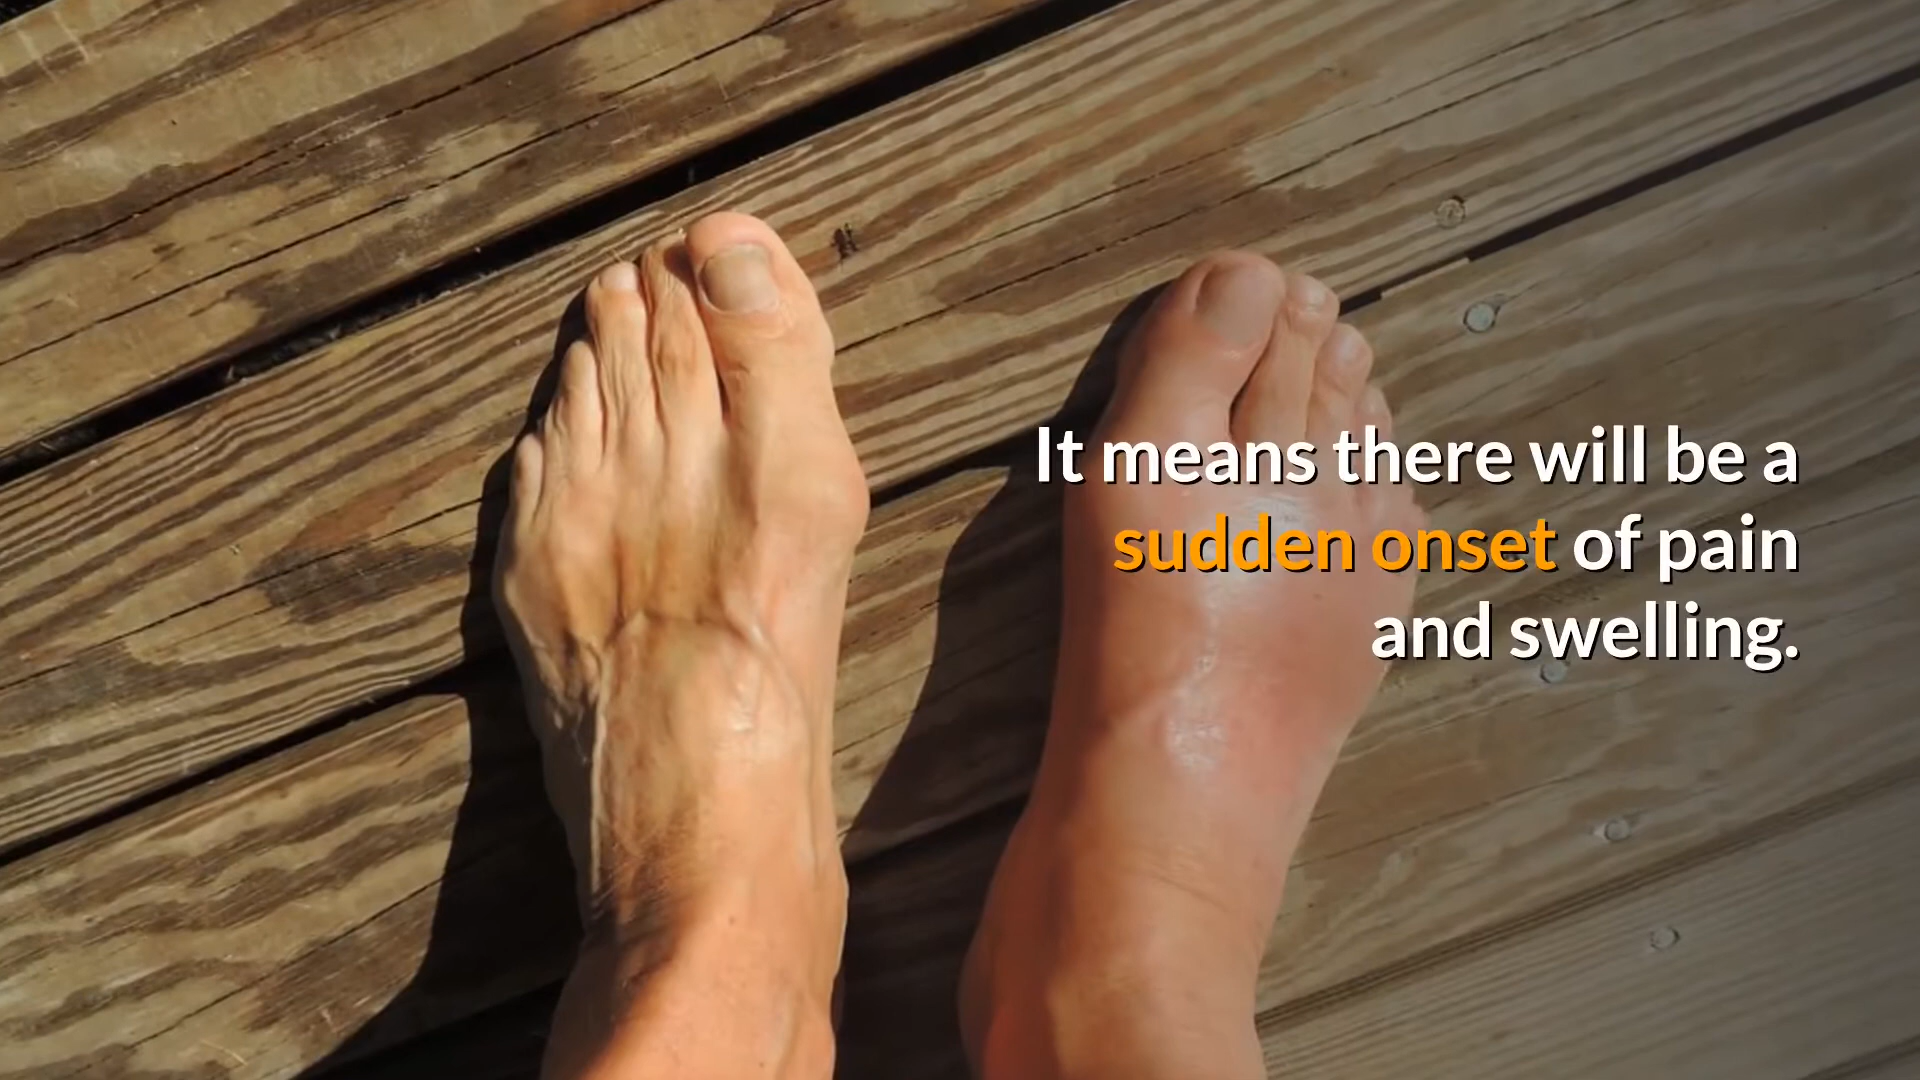 It means there will be a
sudden onset of pain
and swelling.